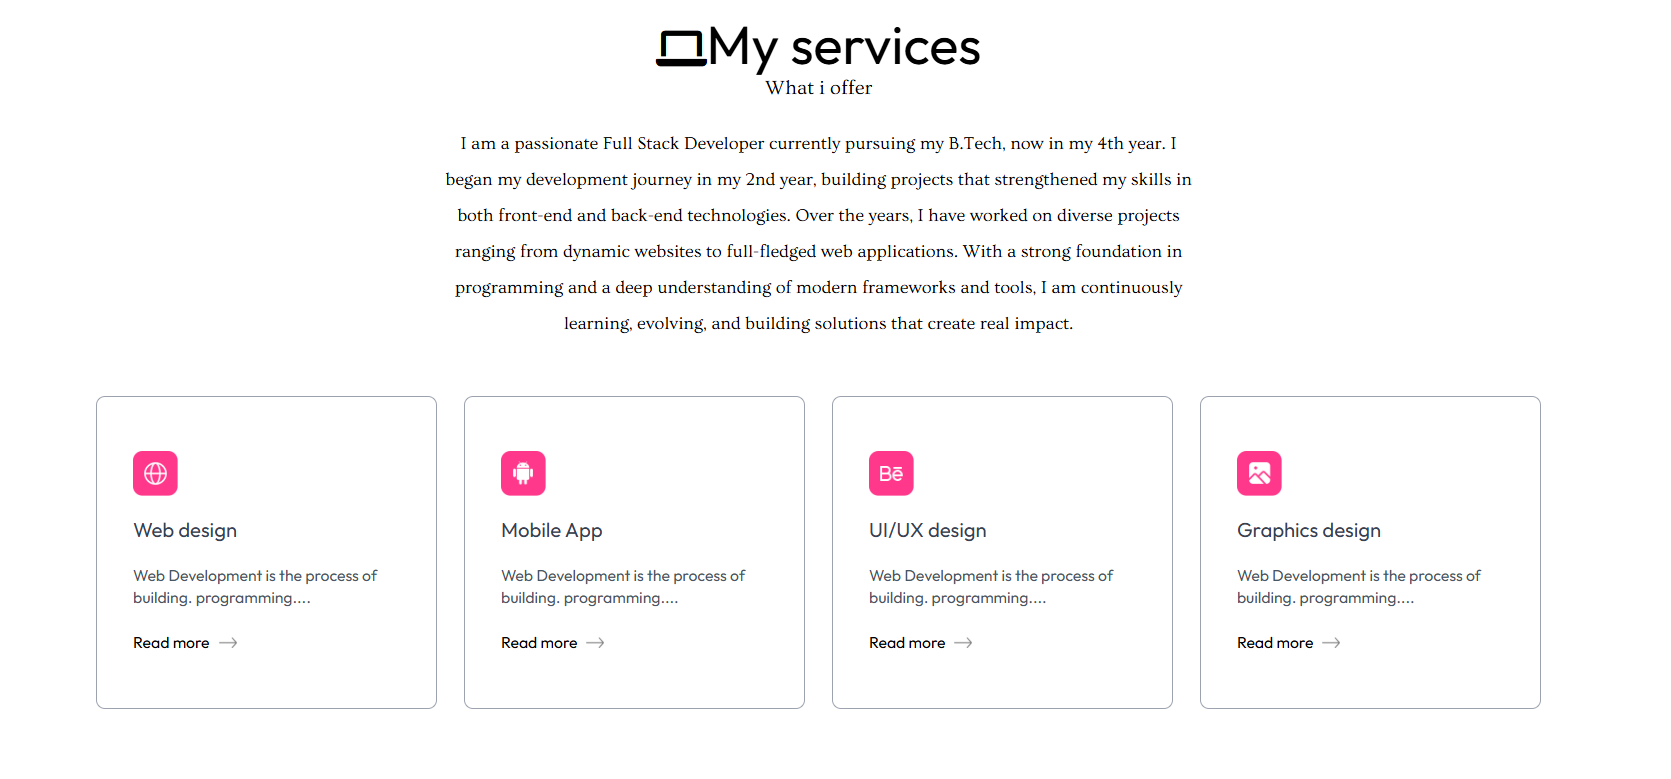 My services
What i offer
I am a passionate Full Stack Developer currently pursuing my B.Tech, now in my 4th year. I
began my development journey in my 2nd year, building projects that strengthened my skills in
both front-end and back-end technologies. Over the years, I have worked on diverse projects
ranging from dynamic websites to full-fledged web applications. With a strong foundation in
programming and a deep understanding of modern frameworks and tools, I am continuously
learning, evolving, and building solutions that create real impact.
Web design
Web Development is the process of
building. programming....
Read more
Mobile App
Web Development is the process of
building. programming....
Read more
Bē
UI/UX design
Web Development is the process of
building. programming....
Read more
Graphics design
Web Development is the process of
building. programming....
Read more